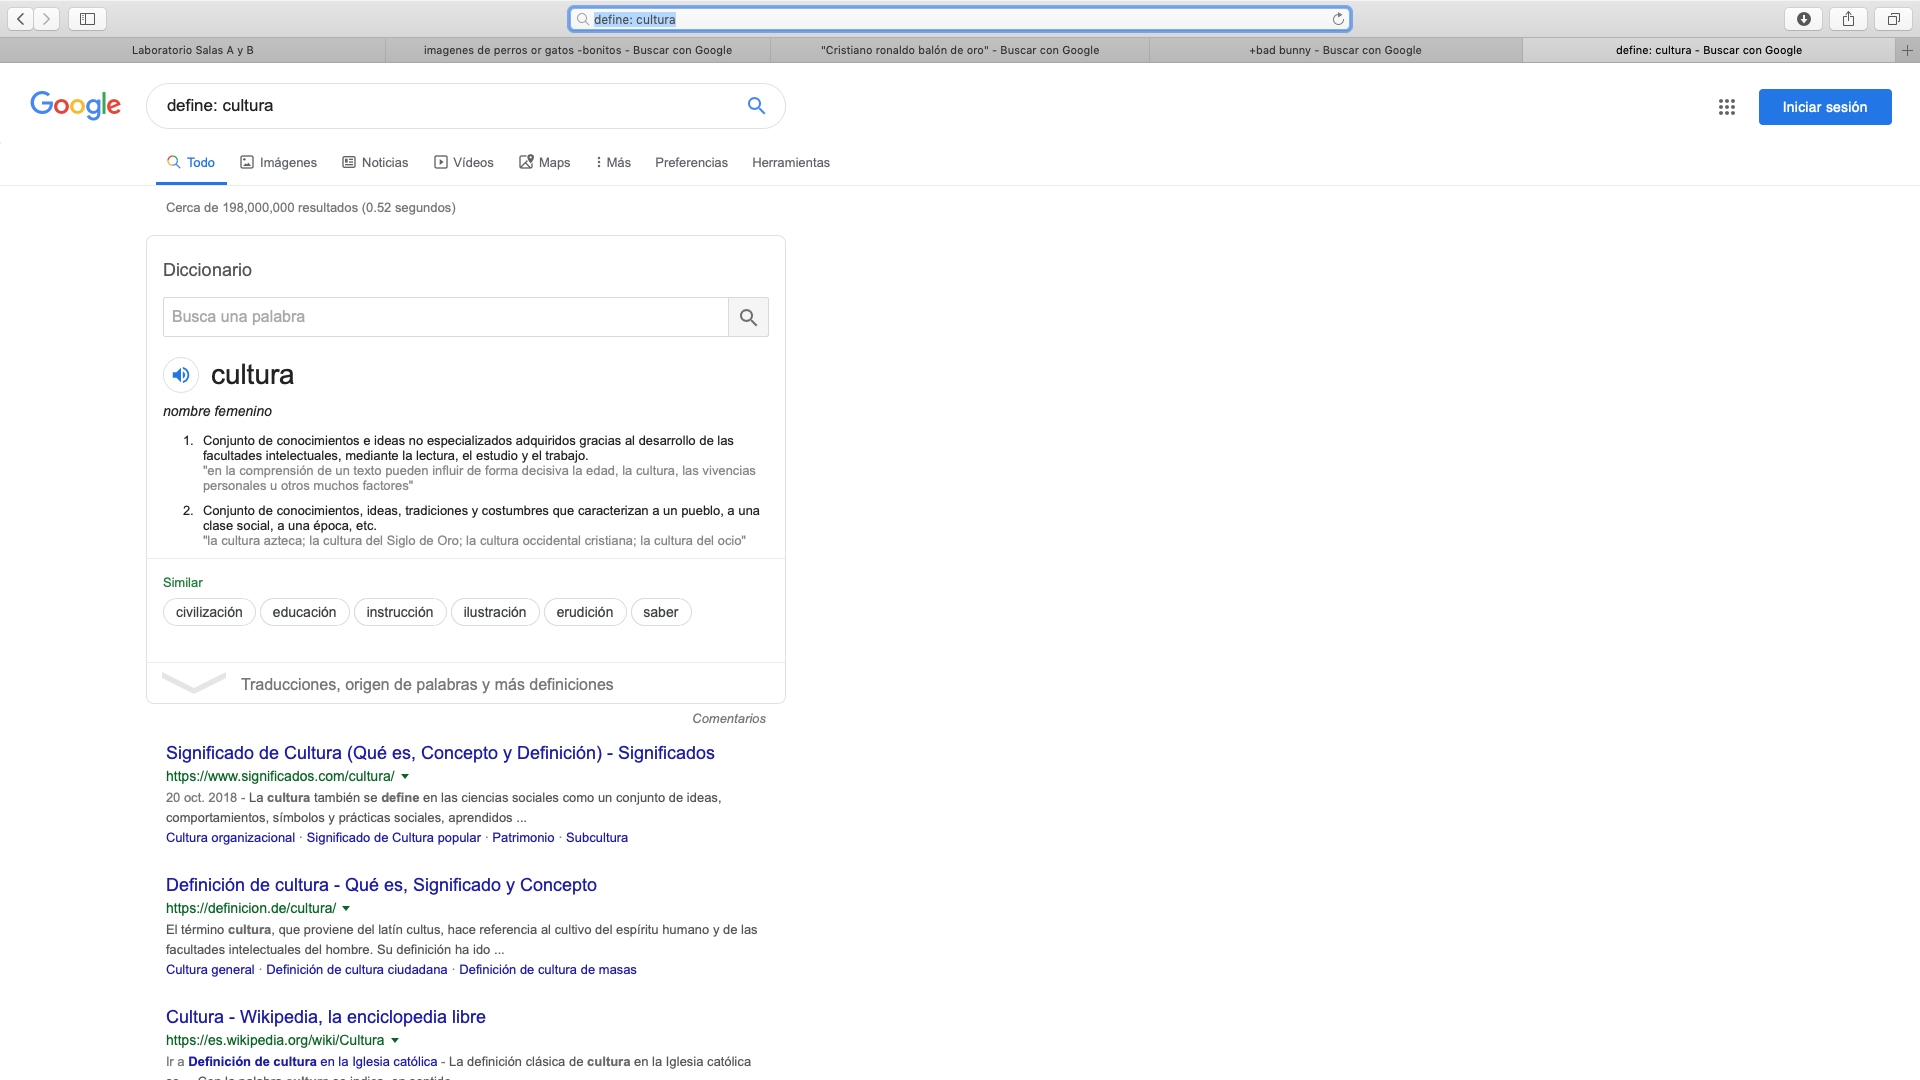 define: cultura
Laboratorio Salas A y B
imagenes de perros or gatos -bonitos - Buscar con Google
"Cristiano ronaldo balón de oro" - Buscar con Google
+bad bunny - Buscar con Google
define: cultura - Buscar con Google
Google
define: cultura
Iniciar sesión
Todo
Imágenes
Noticias
Vídeos
Maps
Más
Preferencias
Herramientas
Cerca de 198,000,000 resultados (0.52 segundos)
Diccionario
Busca una palabra
cultura
nombre femenino
1. Conjunto de conocimientos e ideas no especializados adquiridos gracias al desarrollo de las
facultades intelectuales, mediante la lectura, el estudio y el trabajo.
"en la comprensión de un texto pueden influir de forma decisiva la edad, la cultura, las vivencias
personales u otros muchos factores"
2. Conjunto de conocimientos, ideas, tradiciones y costumbres que caracterizan a un pueblo, a una
clase social, a una época, etc.
"la cultura azteca; la cultura del Siglo de Oro; la cultura occidental cristiana; la cultura del ocio"
Similar
civilización
educación
instrucción
ilustración
erudición
saber
Traducciones, origen de palabras y más definiciones
Comentarios
Significado de Cultura (Qué es, Concepto y Definición) - Significados
https://www.significados.com/cultura/
20 oct. 2018 - La cultura también se define en las ciencias sociales como un conjunto de ideas,
comportamientos, símbolos y prácticas sociales, aprendidos ...
Cultura organizacional · Significado de Cultura popular · Patrimonio · Subcultura
Definición de cultura - Qué es, Significado y Concepto
https://definicion.de/cultura/
El término cultura, que proviene del latín cultus, hace referencia al cultivo del espíritu humano y de las
facultades intelectuales del hombre. Su definición ha ido ...
Cultura general · Definición de cultura ciudadana · Definición de cultura de masas
Cultura - Wikipedia, la enciclopedia libre
https://es.wikipedia.org/wiki/Cultura
Ir a Definición de cultura en la Iglesia católica - La definición clásica de cultura en la Iglesia católica